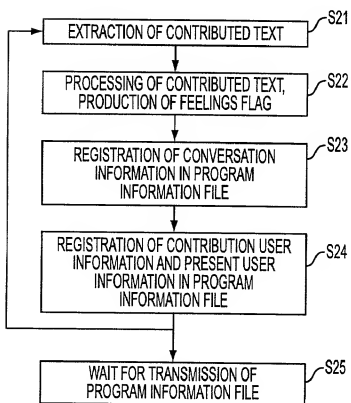 S21
EXTRACTION OF CONTRIBUTED TEXT
S22
PROCESSING OF CONTRIBUTED TEXT,
PRODUCTION OF FEELINGS FLAG
S23
REGISTRATION OF CONVERSATION
INFORMATION IN PROGRAM
INFORMATION FILE
S24
REGISTRATION OF CONTRIBUTION USER
INFORMATION AND PRESENT USER
INFORMATION IN PROGRAM
INFORMATION FILE
S25
WAIT FOR TRANSMISSION OF
PROGRAM INFORMATION FILE